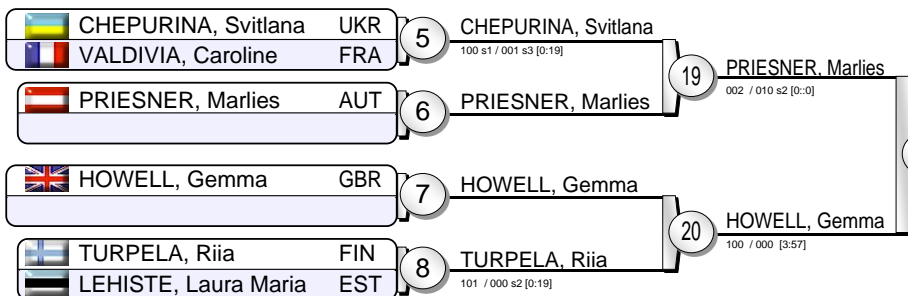 CHEPURINA, Svitlana UKR
VALDIVIA, Caroline FRA
5
CHEPURINA, Svitlana
100 s1 / 001 s3 [0:19]
PRIESNER, Marlies AUT
6
PRIESNER, Marlies
19
PRIESNER, Marlies
002 / 010 s2 [0::0]
HOWELL, Gemma GBR
7
HOWELL, Gemma
TURPELA, Riia FIN
LEHISTE, Laura Maria EST
8
TURPELA, Riia
101 / 000 s2 [0:19]
20
HOWELL, Gemma
100 / 000 [3:57]